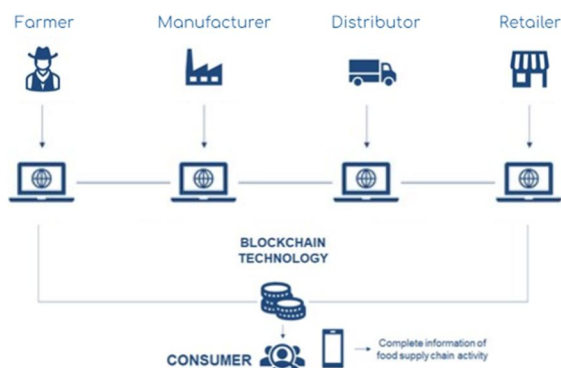 Farmer
Manufacturer
Distributor
Retailer
BLOCKCHAIN
TECHNOLOGY
CONSUMER
Complete information of
food supply chain activity